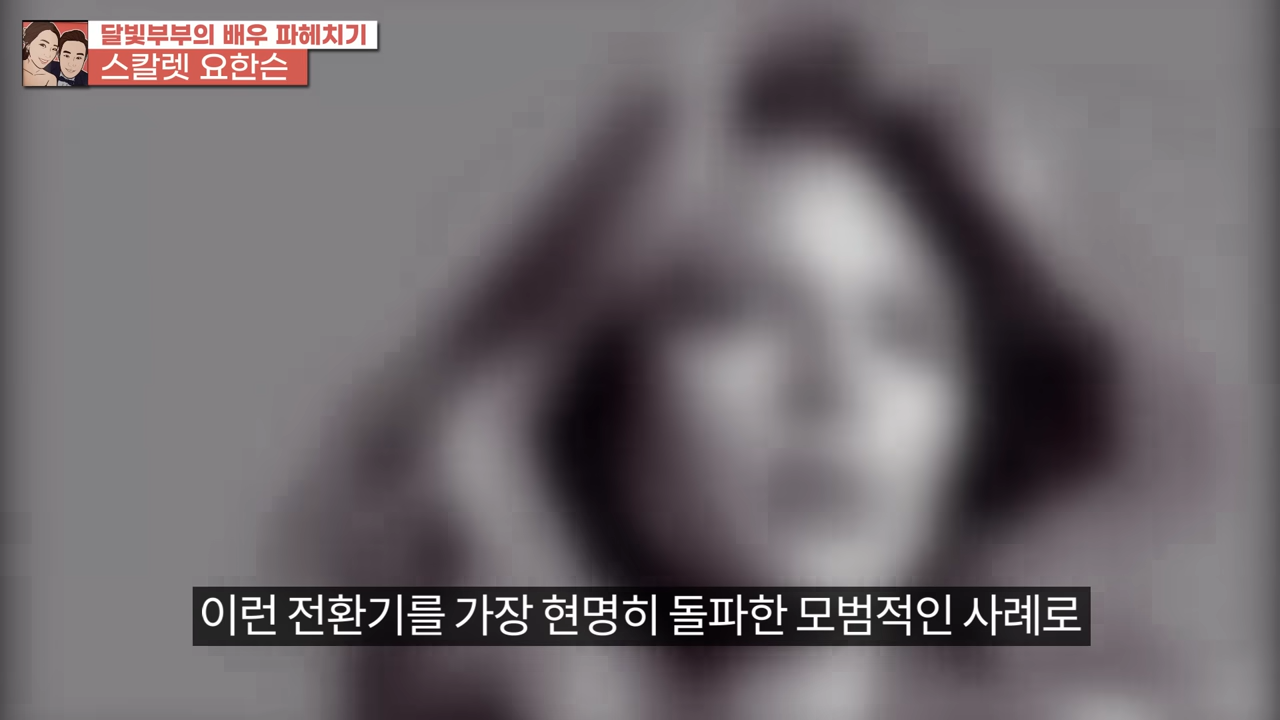 달빛부부의 배우 파헤치기
스칼렛 요한슨
이런 전환기를 가장 현명히 돌파한 모범적인 사례로